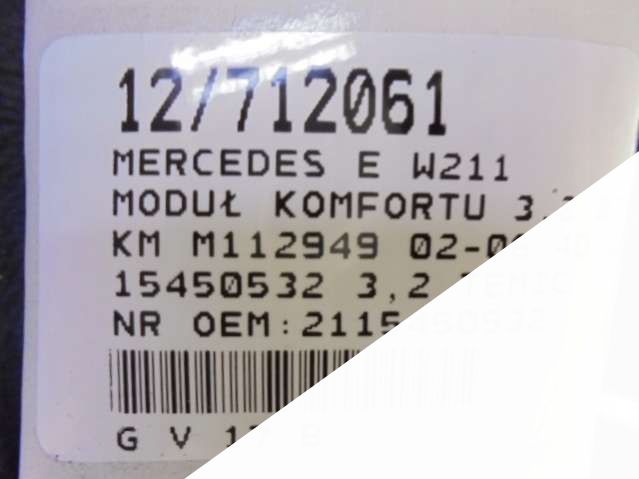 12/712061
MERCEDES E W211
MODUŁ KOMFORTU
KM M112949
15450532 3,2
NR OEM:
G V